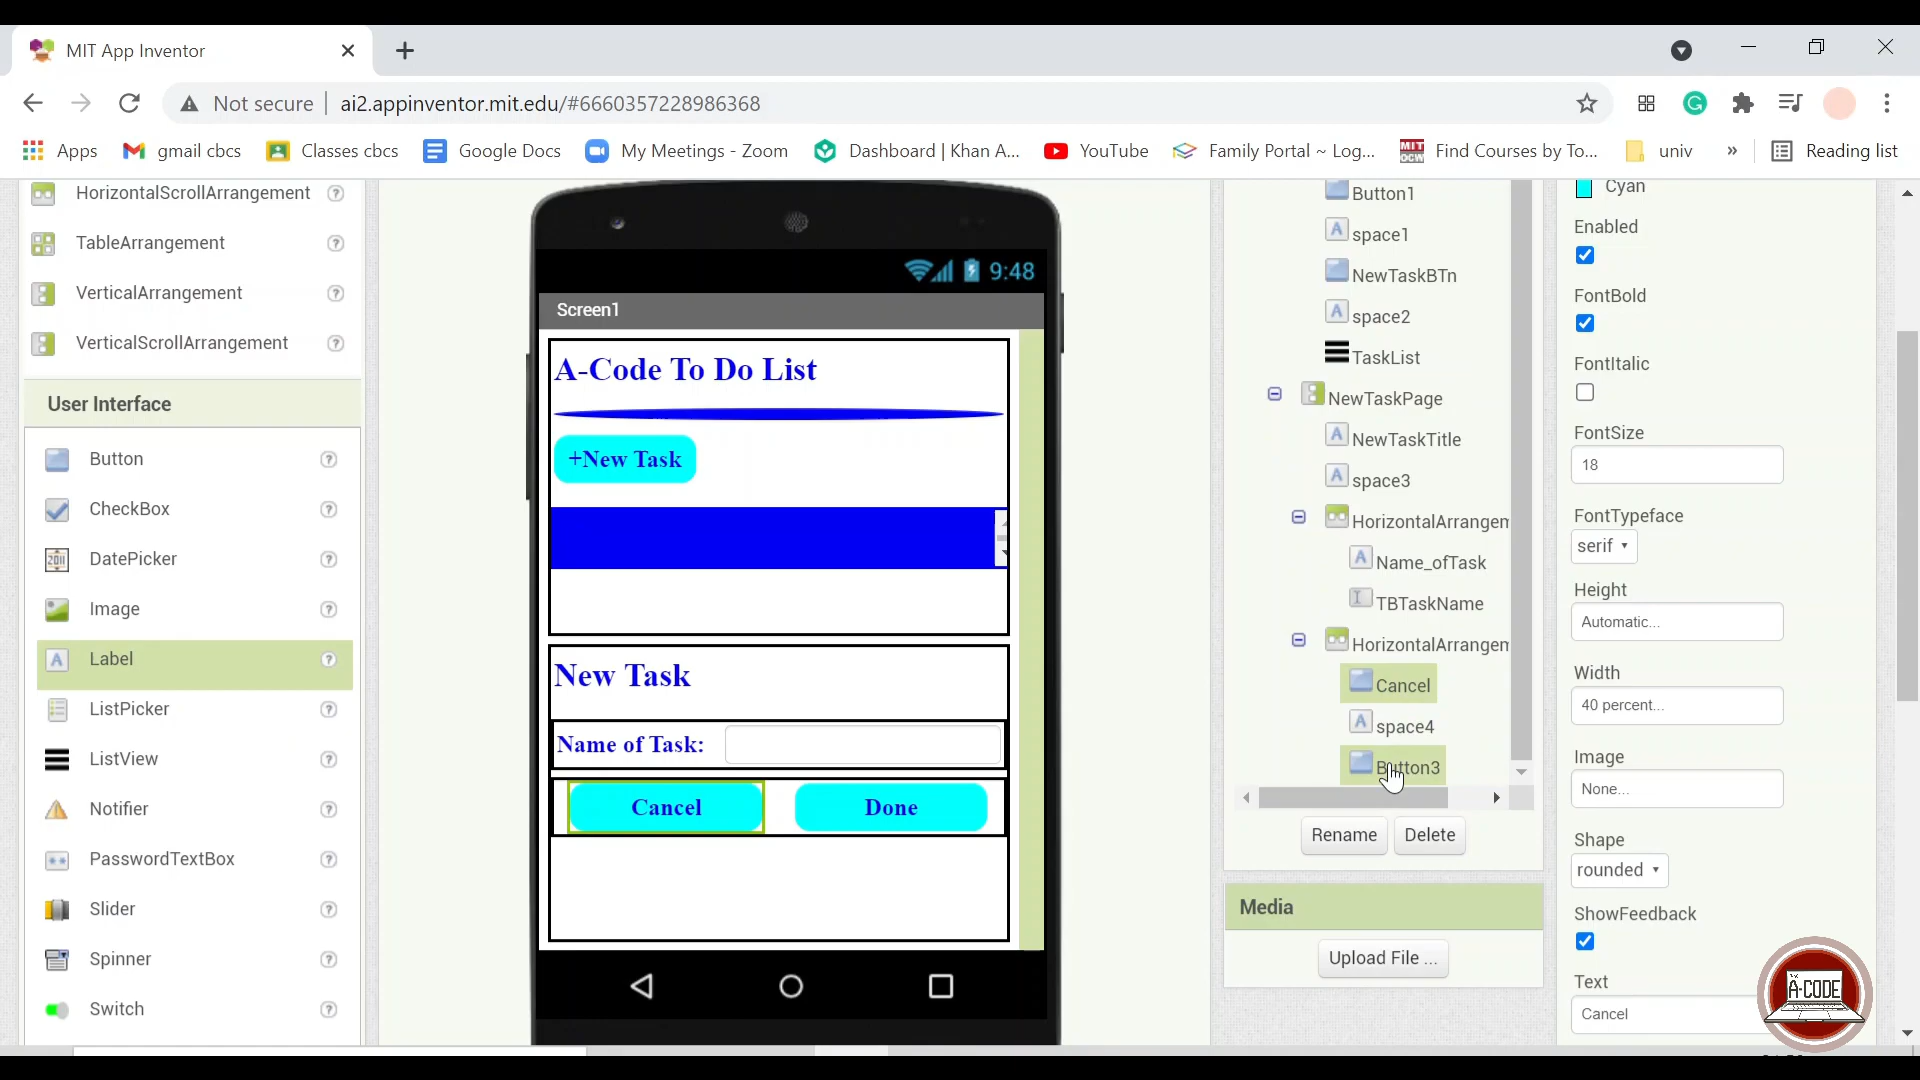 MIT App Inventor
Not secure
ai2.appinventor.mit.edu/#6660357228986368
Apps
gmail cbcs
Classes cbcs
Google Docs
My Meetings - Zoom
Dashboard | Khan A...
YouTube
Family Portal ~ Log...
MIT OCW
Find Courses by To...
univ
»
Reading list
HorizontalScrollArrangement ?
TableArrangement ?
VerticalArrangement ?
VerticalScrollArrangement ?
User Interface
Button ?
CheckBox ?
DatePicker ?
Image ?
Label ?
ListPicker ?
ListView ?
Notifier ?
PasswordTextBox ?
Slider ?
Spinner ?
Switch ?
9:48
Screen1
A-Code To Do List
+New Task
New Task
Name of Task:
Cancel
Done
Button1
space1
NewTaskBTn
space2
TaskList
NewTaskPage
NewTaskTitle
space3
HorizontalArrangem
Name_ofTask
TBTaskName
HorizontalArrangem
Cancel
space4
Button3
Rename
Delete
Media
Upload File ...
Cyan
Enabled
FontBold
FontItalic
FontSize
18
FontTypeface
serif
Height
Automatic...
Width
40 percent...
Image
None...
Shape
rounded
ShowFeedback
Text
Cancel
A-CODE